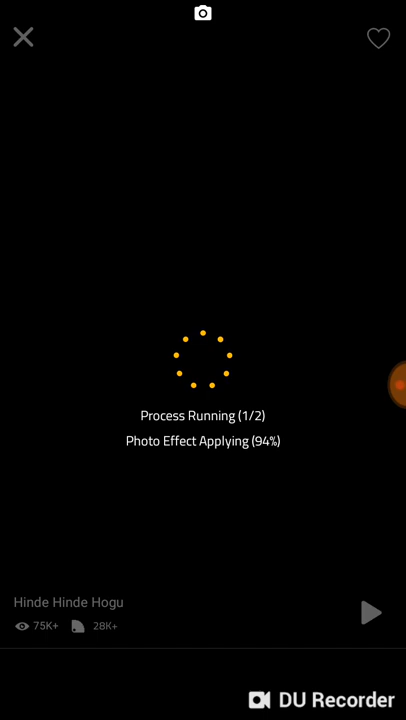 Process Running (1/2)
Photo Effect Applying (94%)
Hinde Hinde Hogu
75K+ 28K+
DU Recorder